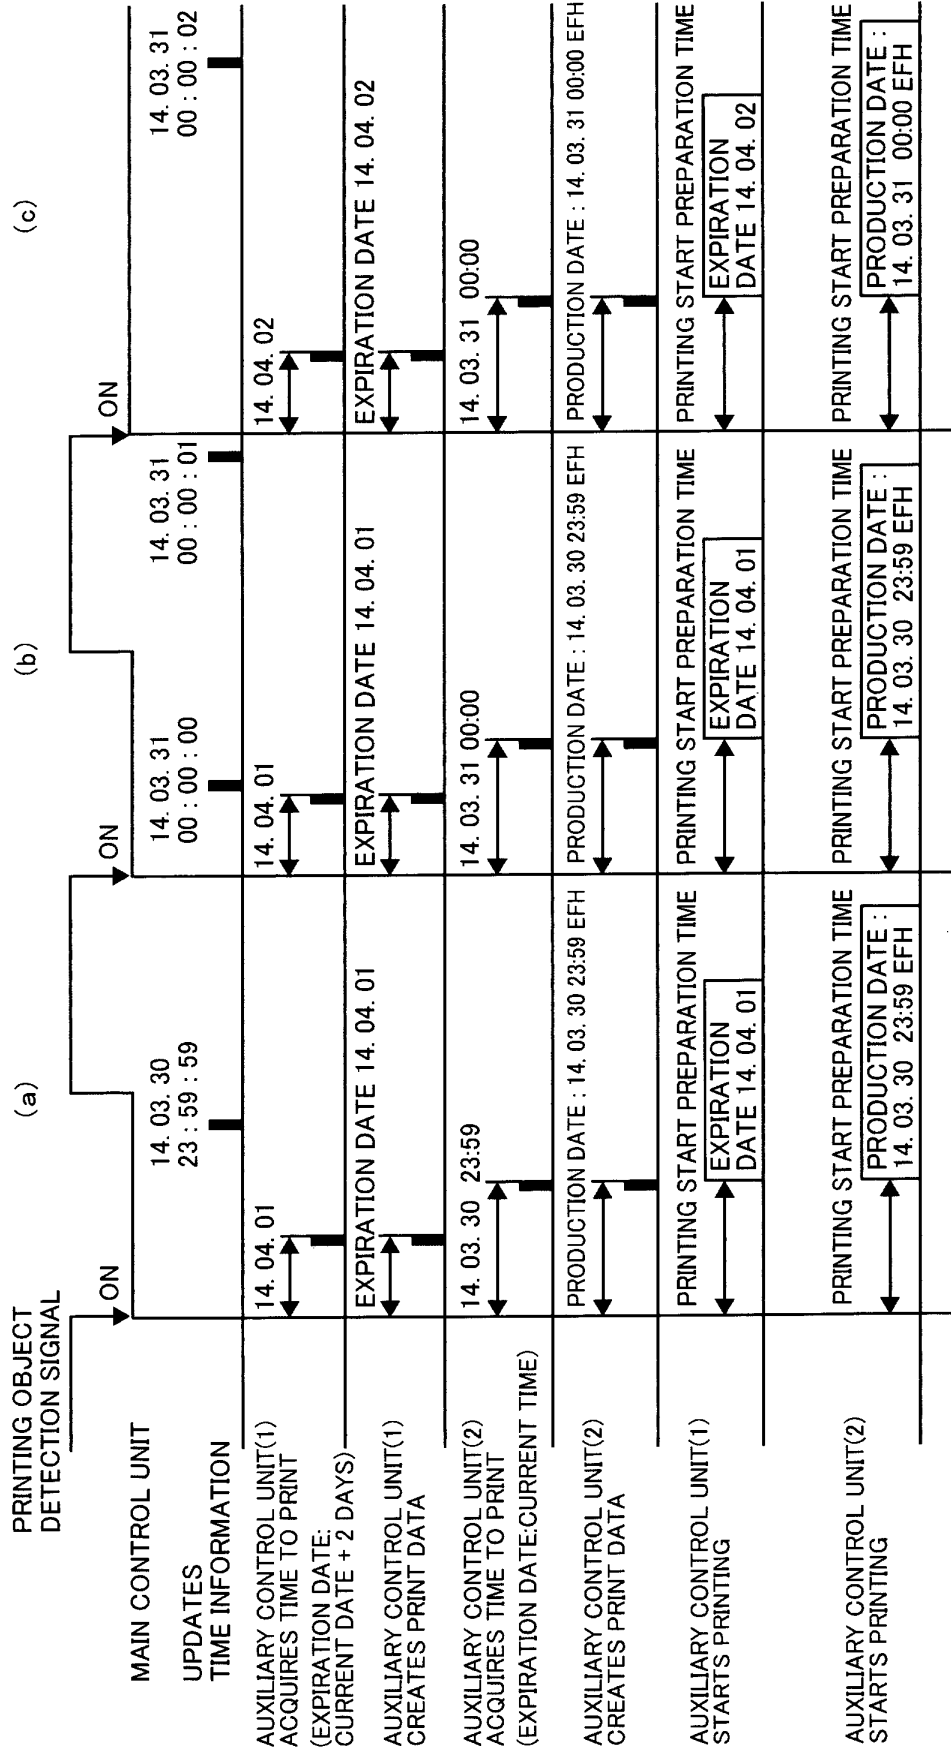 PRINTING OBJECT
DETECTION SIGNAL
(a)
(b)
(c)
ON
ON
ON
MAIN CONTROL UNIT
UPDATES
TIME INFORMATION
14. 03. 30
23 : 59 : 59
14. 03. 31
00 : 00 : 00
14. 03. 31
00 : 00 : 01
14. 03. 31
00 : 00 : 02
AUXILIARY CONTROL UNIT(1)
ACQUIRES TIME TO PRINT
(EXPIRATION DATE:
CURRENT DATE + 2 DAYS)
14. 04. 01
14. 04. 01
14. 04. 02
AUXILIARY CONTROL UNIT(1)
CREATES PRINT DATA
EXPIRATION DATE 14. 04. 01
EXPIRATION DATE 14. 04. 01
EXPIRATION DATE 14. 04. 02
AUXILIARY CONTROL UNIT(2)
ACQUIRES TIME TO PRINT
(EXPIRATION DATE:CURRENT TIME)
14. 03. 30 23:59
14. 03. 31 00:00
14. 03. 31 00:00
AUXILIARY CONTROL UNIT(2)
CREATES PRINT DATA
PRODUCTION DATE : 14. 03. 30 23:59 EFH
PRODUCTION DATE : 14. 03. 30 23:59 EFH
PRODUCTION DATE : 14. 03. 31 00:00 EFH
AUXILIARY CONTROL UNIT(1)
STARTS PRINTING
PRINTING START PREPARATION TIME
EXPIRATION
DATE 14. 04. 01
PRINTING START PREPARATION TIME
EXPIRATION
DATE 14. 04. 01
PRINTING START PREPARATION TIME
EXPIRATION
DATE 14. 04. 02
AUXILIARY CONTROL UNIT(2)
STARTS PRINTING
PRINTING START PREPARATION TIME
PRODUCTION DATE :
14. 03. 30 23:59 EFH
PRINTING START PREPARATION TIME
PRODUCTION DATE :
14. 03. 30 23:59 EFH
PRINTING START PREPARATION TIME
PRODUCTION DATE :
14. 03. 31 00:00 EFH